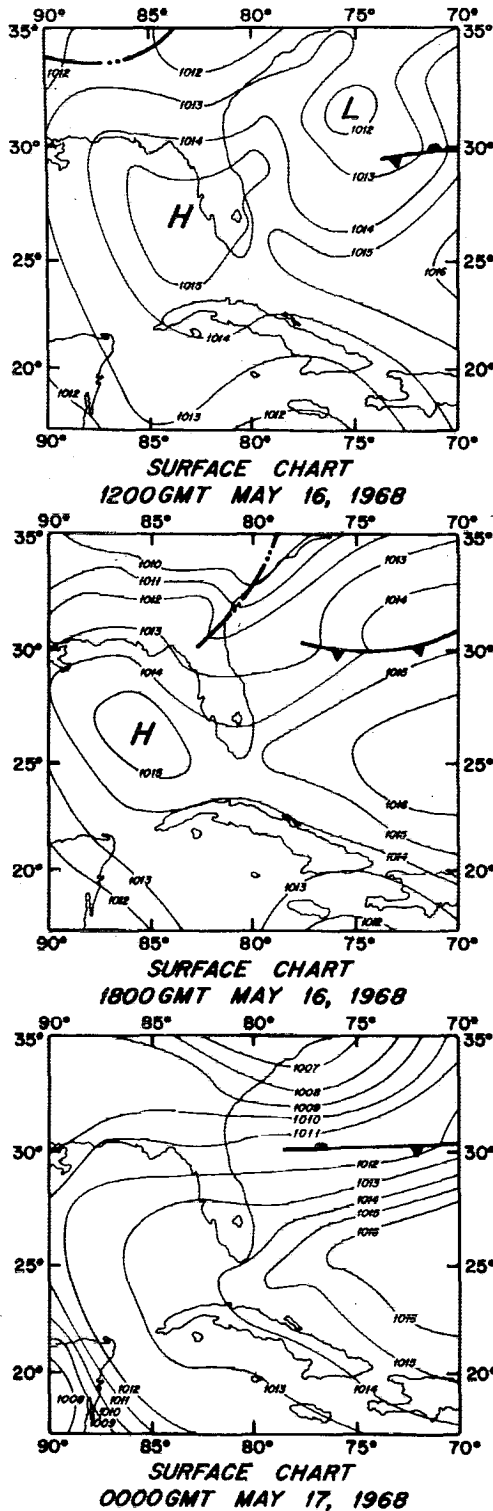 90° 85° 80° 75° 70°
35° 35°
1012 1012
1013
L
1012
1014
30° 30°
1013
H
1014
25° 1015 25°
1016
1015
1014
20° 20°
1012
1013 1012
90° 85° 80° 75° 70°
SURFACE CHART
1200GMT MAY 16, 1968
90° 85° 80° 75° 70°
35° 35°
1010 1013
1011
1012 1014
30° 1013 30°
1014 1015
H
25° 1015 25°
1016
1015
1014
20° 20°
1013 1013
1012 1012
90° 85° 80° 75° 70°
SURFACE CHART
1800GMT MAY 16, 1968
90° 85° 80° 75° 70°
35° 35°
1007
1008
1009
1010
1011
30° 30°
1012
1013
1014
1015
25° 1016 25°
1016
20° 1015 20°
1008 1012 1013 1014
1011
1010
1009
90° 85° 80° 75° 70°
SURFACE CHART
0000GMT MAY 17, 1968